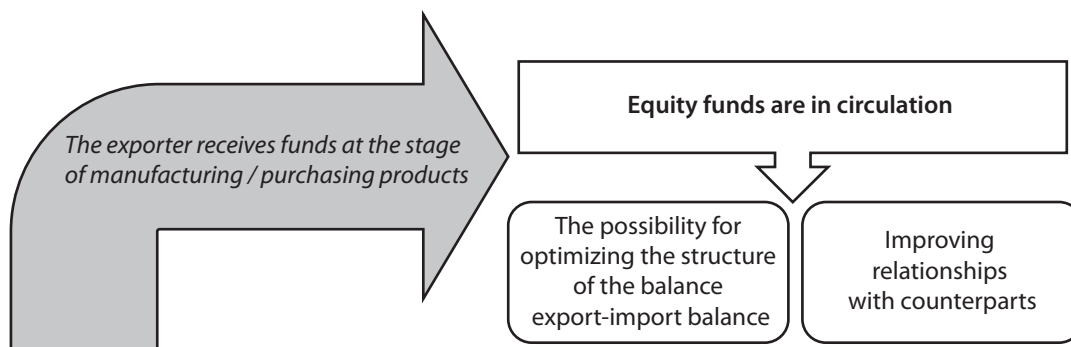 The exporter receives funds at the stage
of manufacturing / purchasing products
Equity funds are in circulation
The possibility for
optimizing the structure
of the balance
export-import balance
Improving
relationships
with counterparts